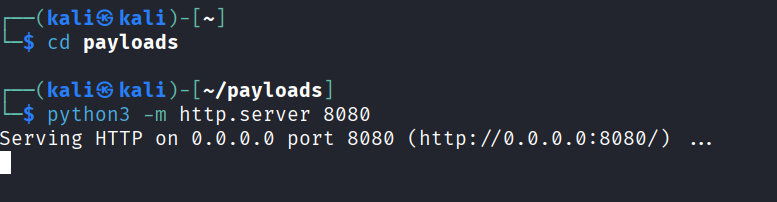 ┌──(kali㉿kali)-[~]
└─$ cd payloads
┌──(kali㉿kali)-[~/payloads]
└─$ python3 -m http.server 8080
Serving HTTP on 0.0.0.0 port 8080 (http://0.0.0.0:8080/) ...